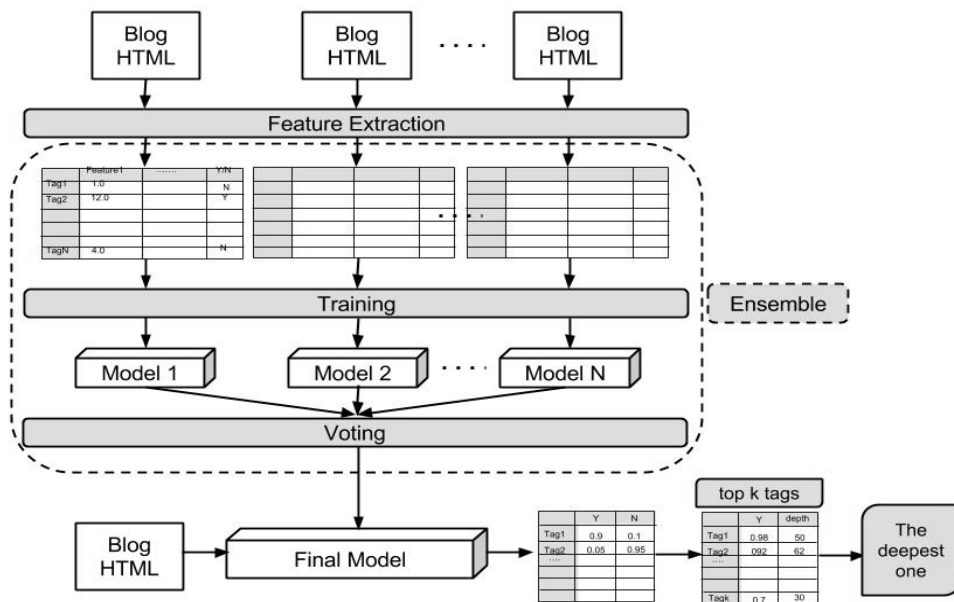 Blog HTML
Blog HTML
. . . .
Blog HTML
Feature Extraction
Feature1 ........ Y/N
Tag1 1.0 N
Tag2 12.0 Y
TagN 4.0 N
. . . .
Training
Ensemble
Model 1
Model 2
. . . .
Model N
Voting
Blog HTML
Final Model
Y N
Tag1 0.9 0.1
Tag2 0.05 0.95
....
top k tags
Y depth
Tag1 0.98 50
Tag2 092 62
....
Tagk 0.7 30
The
deepest
one